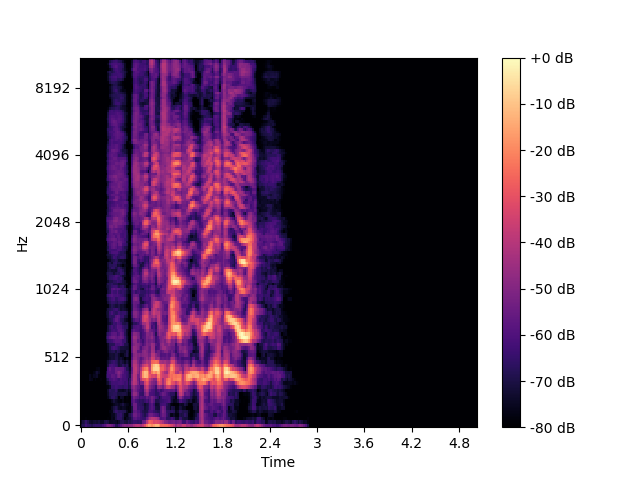 8192
4096
2048
1024
512
0
Hz
0 0.6 1.2 1.8 2.4 3 3.6 4.2 4.8
Time
+0 dB
-10 dB
-20 dB
-30 dB
-40 dB
-50 dB
-60 dB
-70 dB
-80 dB